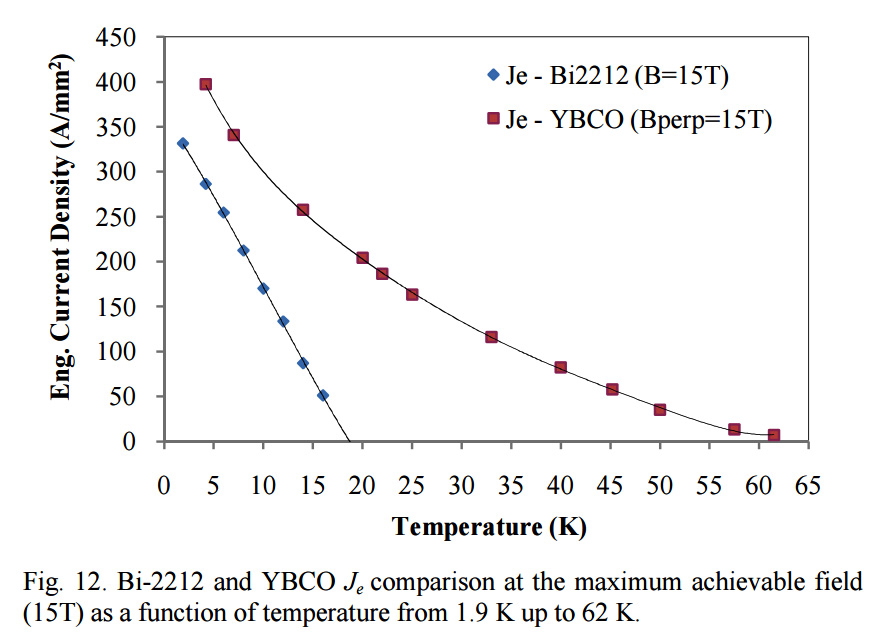 450
400
350
300
250
200
150
100
50
0
Eng. Current Density (A/mm²)
Je - Bi2212 (B=15T)
Je - YBCO (Bperp=15T)
0 5 10 15 20 25 30 35 40 45 50 55 60 65
Temperature (K)
Fig. 12. Bi-2212 and YBCO Je comparison at the maximum achievable field
(15T) as a function of temperature from 1.9 K up to 62 K.